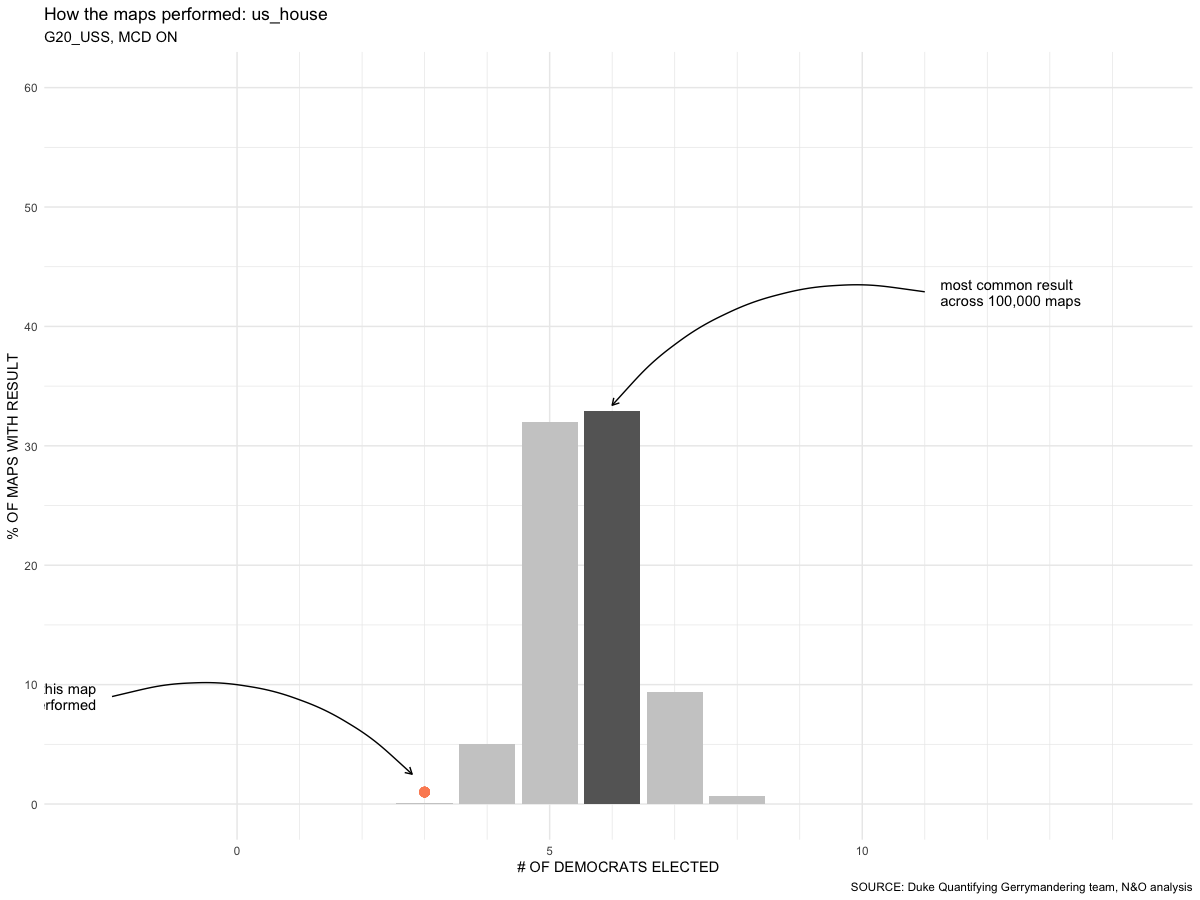 How the maps performed: us_house
G20_USS, MCD ON
60
50
most common result
across 100,000 maps
40
% OF MAPS WITH RESULT
30
20
10
his map
rformed
0
0 5 10
# OF DEMOCRATS ELECTED
SOURCE: Duke Quantifying Gerrymandering team, N&O analysis